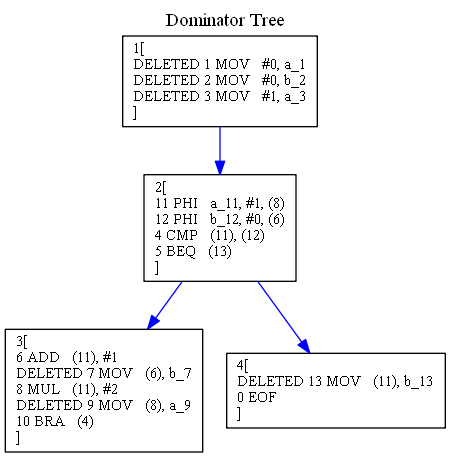 Dominator Tree
1[
DELETED 1 MOV #0, a_1
DELETED 2 MOV #0, b_2
DELETED 3 MOV #1, a_3
]
2[
11 PHI a_11, #1, (8)
12 PHI b_12, #0, (6)
4 CMP (11), (12)
5 BEQ (13)
]
3[
6 ADD (11), #1
DELETED 7 MOV (6), b_7
8 MUL (11), #2
DELETED 9 MOV (8), a_9
10 BRA (4)
]
4[
DELETED 13 MOV (11), b_13
0 EOF
]